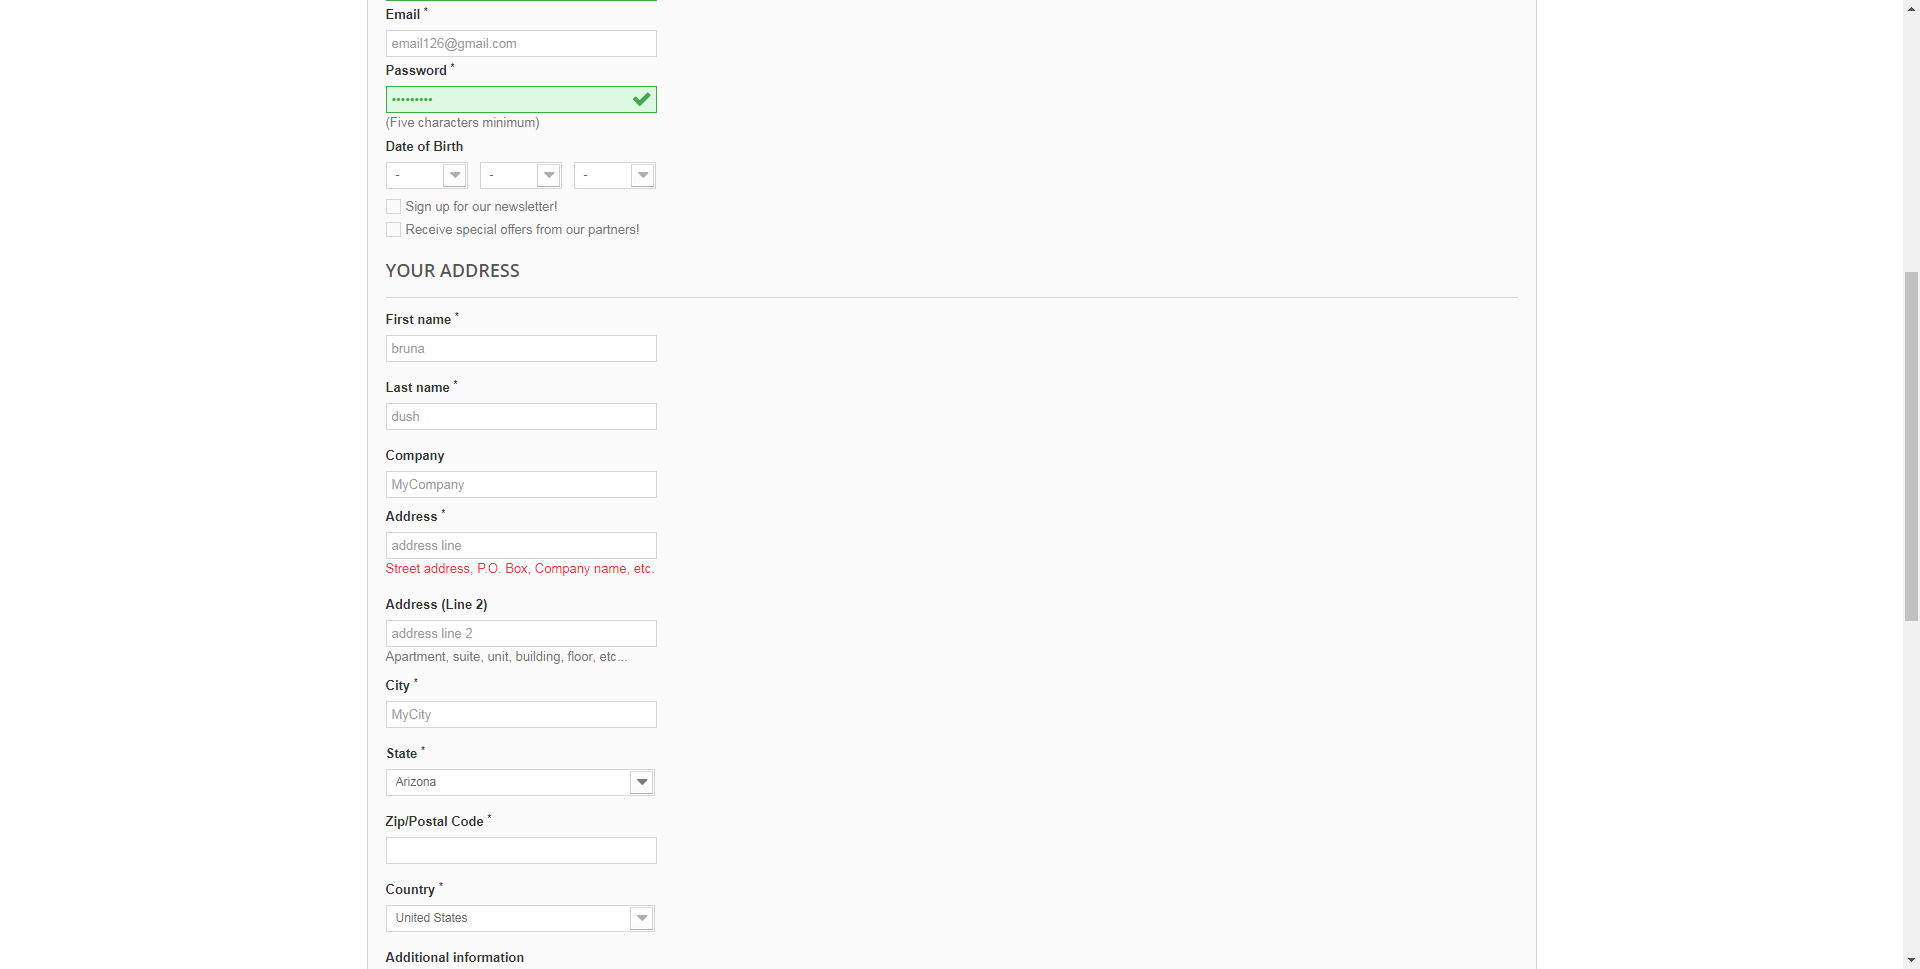 Email *
email126@gmail.com
Password *
•••••••••
(Five characters minimum)
Date of Birth
- - -
Sign up for our newsletter!
Receive special offers from our partners!
YOUR ADDRESS
First name *
bruna
Last name *
dush
Company
MyCompany
Address *
address line
Street address, P.O. Box, Company name, etc.
Address (Line 2)
address line 2
Apartment, suite, unit, building, floor, etc...
City *
MyCity
State *
Arizona
Zip/Postal Code *
Country *
United States
Additional information